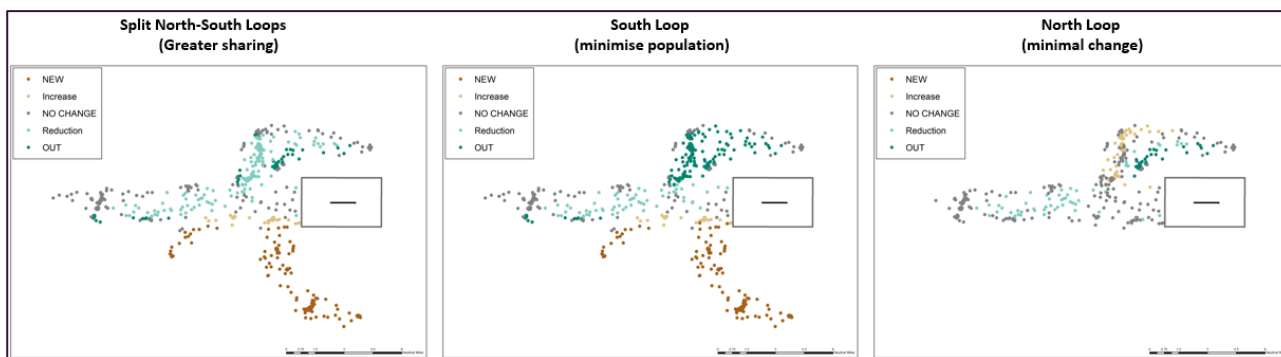 Split North-South Loops
(Greater sharing)
NEW
Increase
NO CHANGE
Reduction
OUT
South Loop
(minimise population)
NEW
Increase
NO CHANGE
Reduction
OUT
North Loop
(minimal change)
NEW
Increase
NO CHANGE
Reduction
OUT